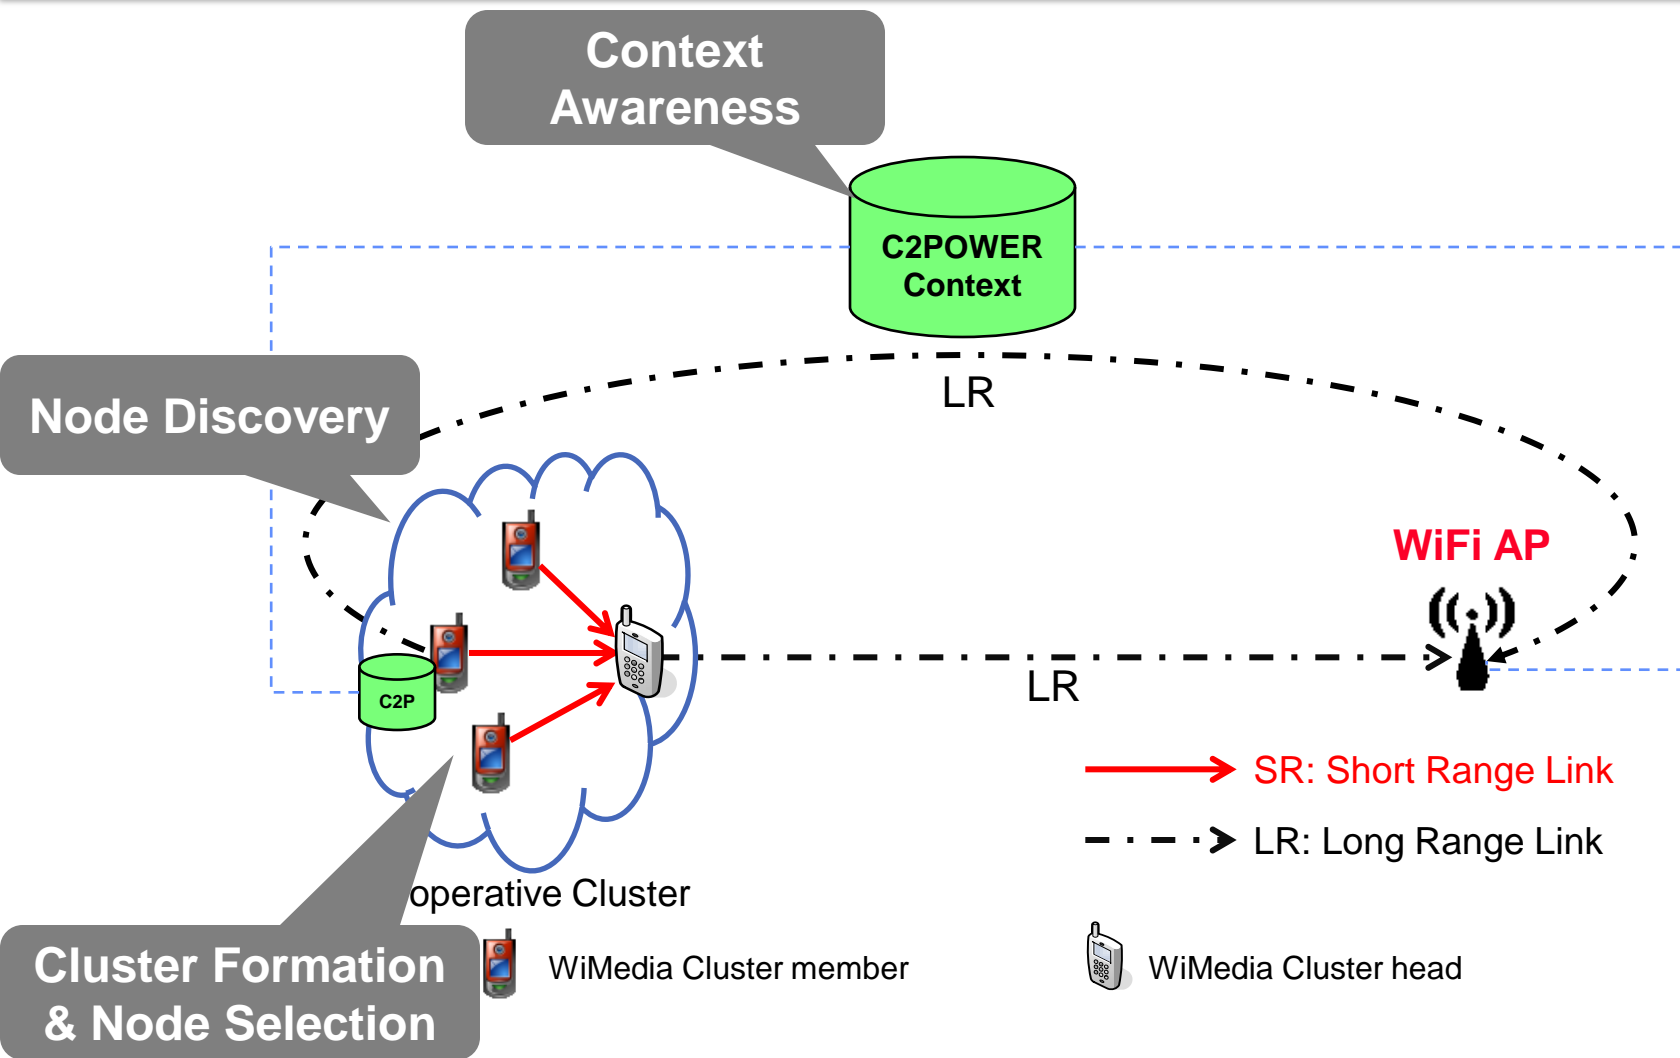 Context
Awareness
C2POWER
Context
LR
Node Discovery
WiFi AP
C2P
LR
SR: Short Range Link
LR: Long Range Link
operative Cluster
Cluster Formation
& Node Selection
WiMedia Cluster member
WiMedia Cluster head